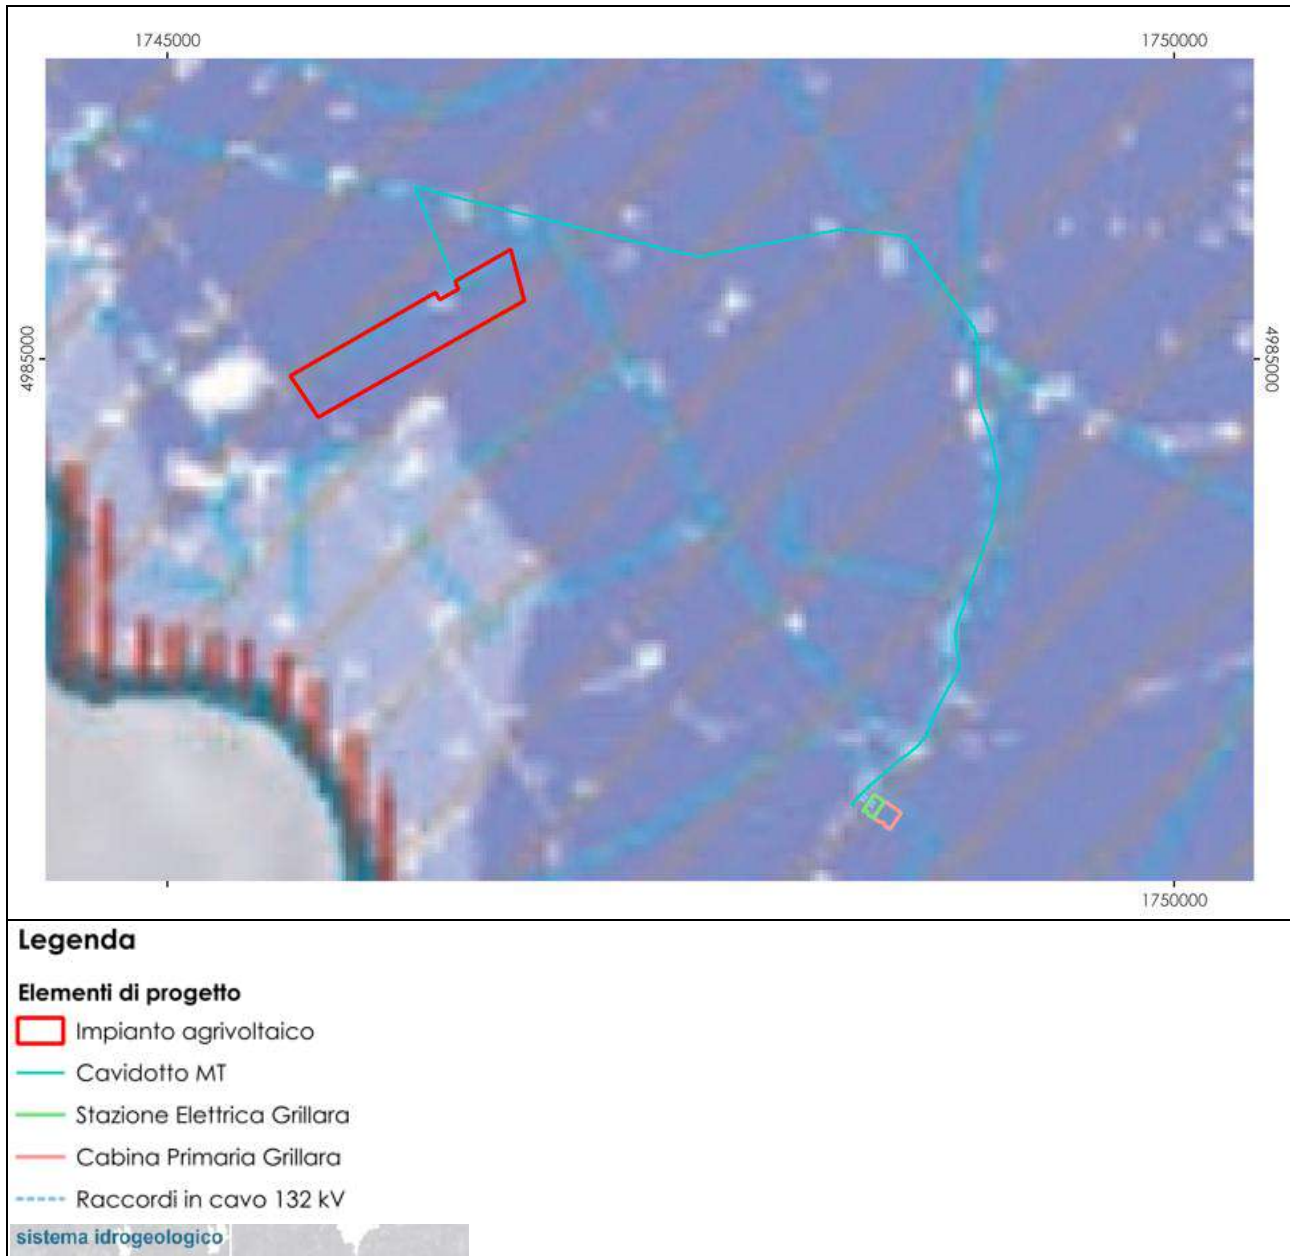 1745000
1750000
4985000
4985000
1750000
Legenda
Elementi di progetto
Impianto agrivoltaico
Cavidotto MT
Stazione Elettrica Grillara
Cabina Primaria Grillara
Raccordi in cavo 132 kV
sistema idrogeologico